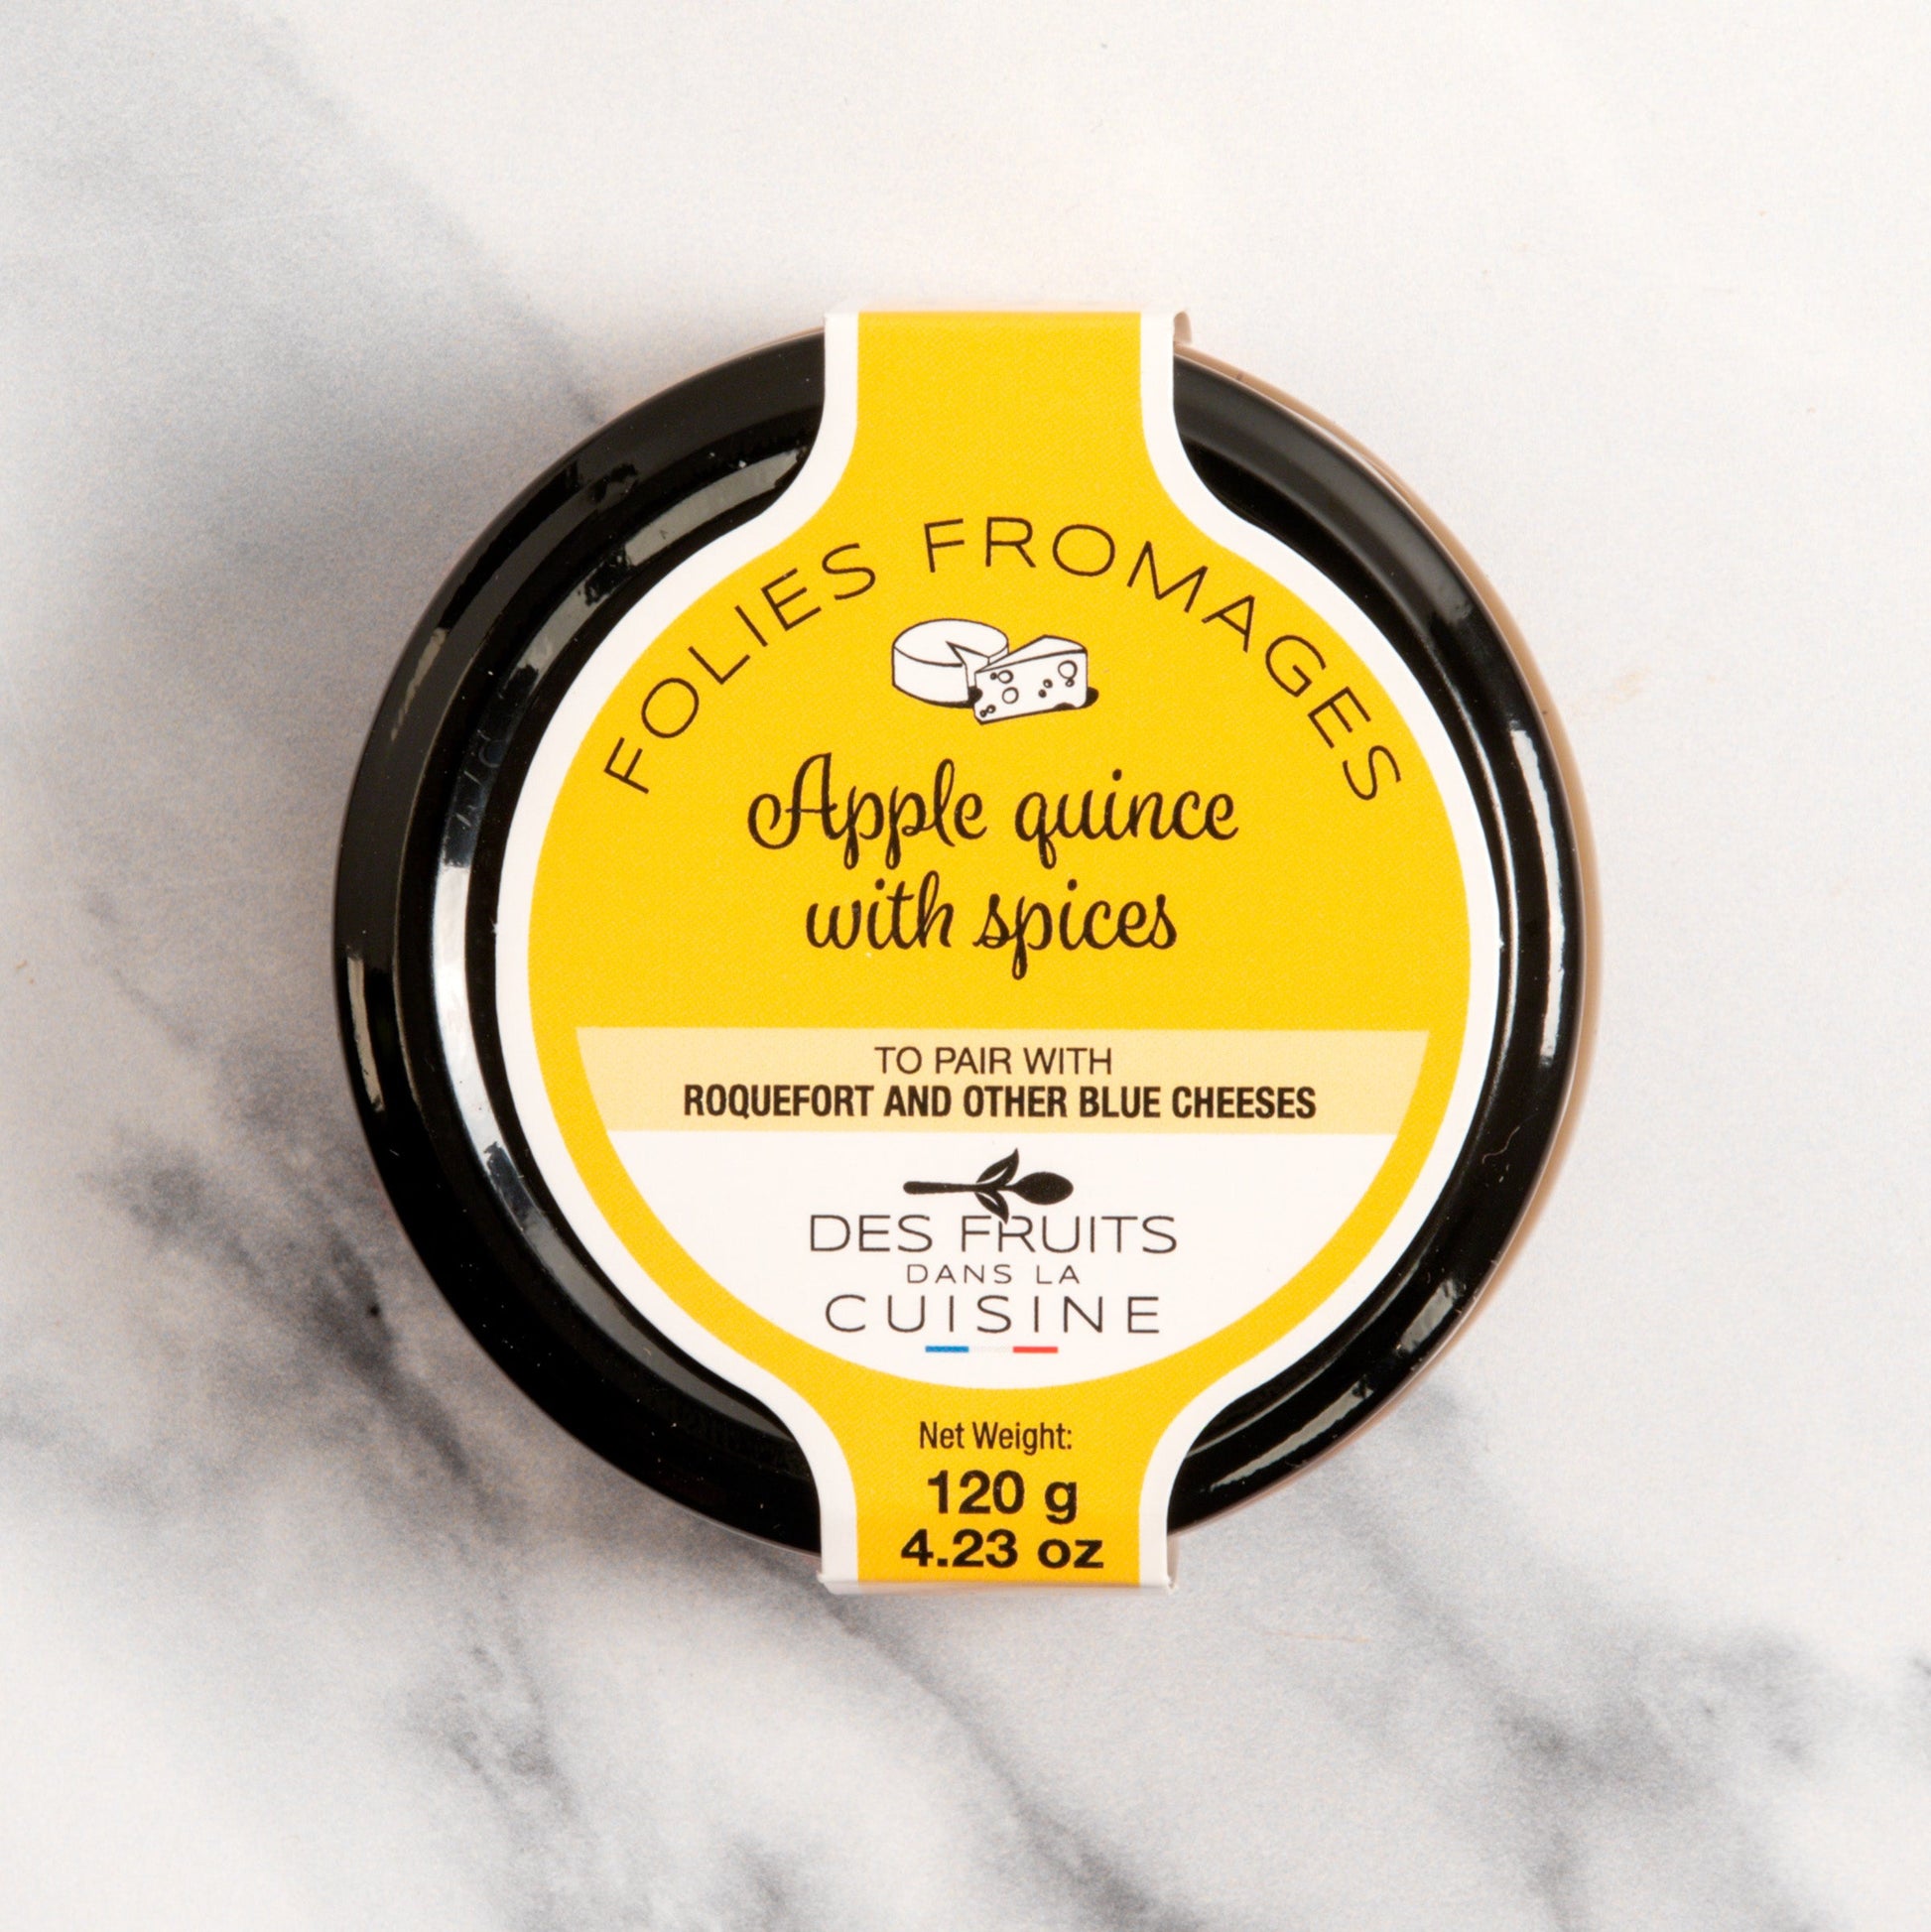 FOLIES FROMAGES
Apple quince
with spices
TO PAIR WITH
ROQUEFORT AND OTHER BLUE CHEESES
DES FRUITS
DANS LA
CUISINE
Net Weight:
120 g
4.23 oz